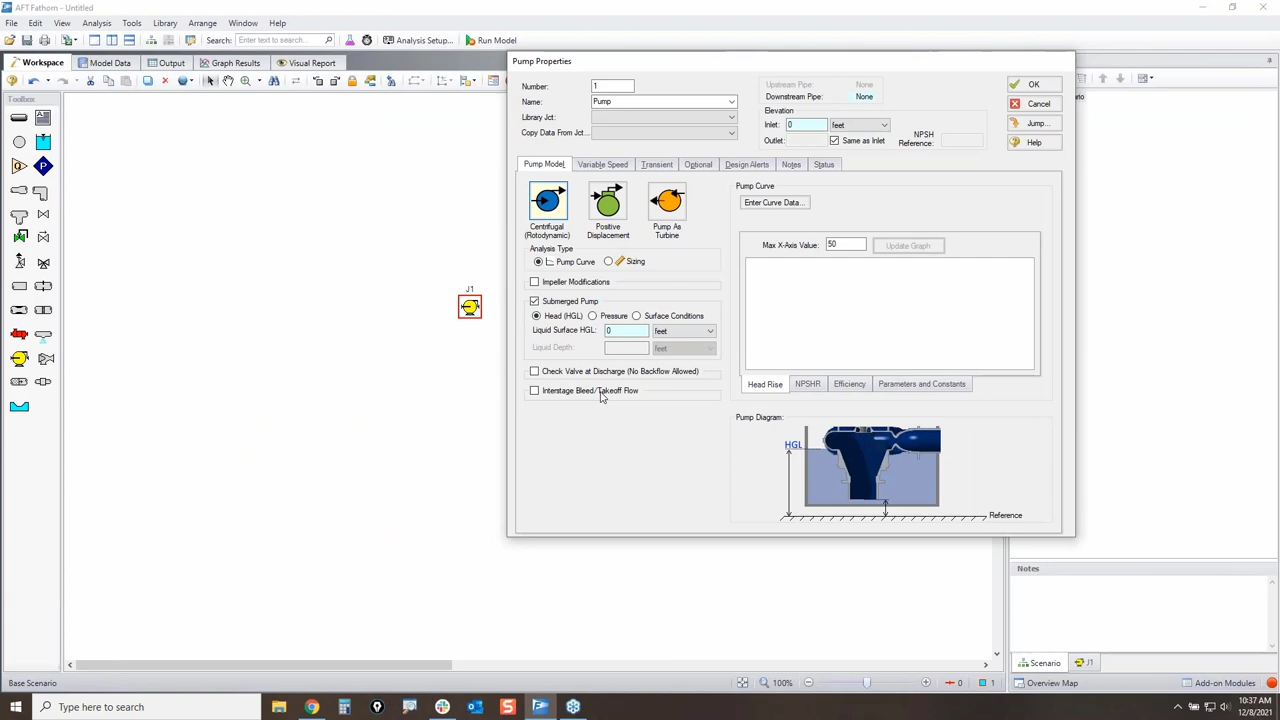 AFT Fathom - Untitled
File Edit View Analysis Tools Library Arrange Window Help
Search: Enter text to search... Analysis Setup... Run Model
Workspace Model Data Output Graph Results Visual Report
Toolbox
J1
Pump Properties
Number: 1
Name: Pump
Library Jct:
Copy Data From Jct...
Upstream Pipe: None
Downstream Pipe: None
Elevation
Inlet: 0 feet
Outlet: Same as Inlet
NPSH
Reference:
OK
Cancel
Jump...
Help
Pump Model Variable Speed Transient Optional Design Alerts Notes Status
Centrifugal
(Rotodynamic)
Positive
Displacement
Pump As
Turbine
Analysis Type
Pump Curve Sizing
Impeller Modifications
Submerged Pump
Head (HGL) Pressure Surface Conditions
Liquid Surface HGL: 0 feet
Liquid Depth: feet
Check Valve at Discharge (No Backflow Allowed)
Interstage Bleed/Takeoff Flow
Pump Curve
Enter Curve Data...
Max X-Axis Value: 50 Update Graph
Head Rise NPSHR Efficiency Parameters and Constants
Pump Diagram:
HGL
Reference
Notes
Scenario J1
Base Scenario 100% 0 1 Overview Map Add-on Modules
Type here to search
10:37 AM
12/8/2021